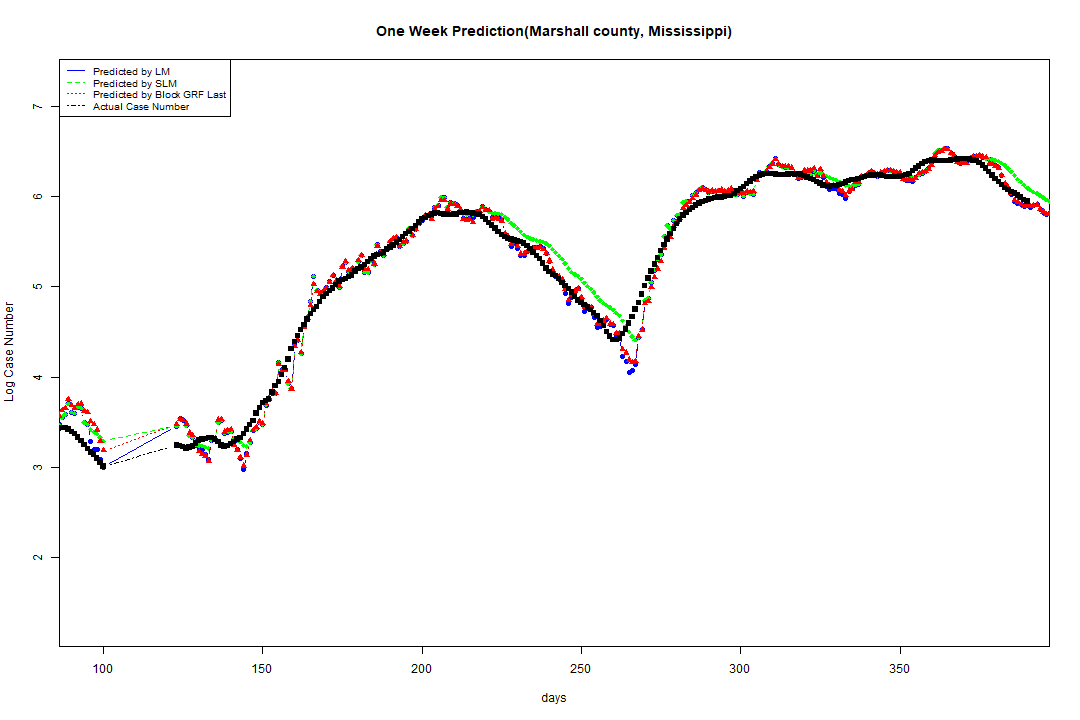 One Week Prediction(Marshall county, Mississippi)
Predicted by LM
Predicted by SLM
Predicted by Block GRF Last
Actual Case Number
Log Case Number
7
6
5
4
3
2
100 150 200 250 300 350
days